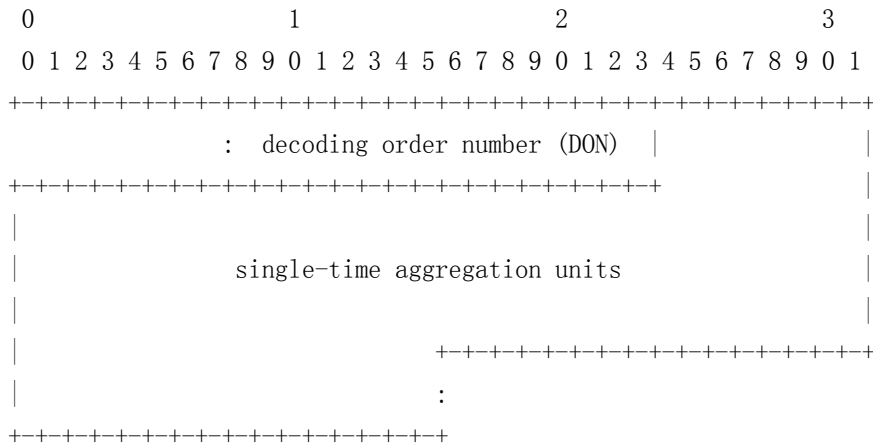 0                   1                   2                   3
0 1 2 3 4 5 6 7 8 9 0 1 2 3 4 5 6 7 8 9 0 1 2 3 4 5 6 7 8 9 0 1
+-+-+-+-+-+-+-+-+-+-+-+-+-+-+-+-+-+-+-+-+-+-+-+-+-+-+-+-+-+-+-+-+
                :  decoding order number (DON)  |               |
+-+-+-+-+-+-+-+-+-+-+-+-+-+-+-+-+-+-+-+-+-+-+-+-+               |
|                                                               |
|                single-time aggregation units                  |
|                                                               |
|                               +-+-+-+-+-+-+-+-+-+-+-+-+-+-+-+-+
|                               :
+-+-+-+-+-+-+-+-+-+-+-+-+-+-+-+-+